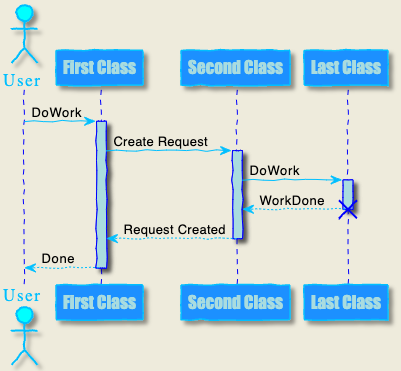 User
First Class
Second Class
Last Class
DoWork
Create Request
DoWork
WorkDone
Request Created
Done
User
First Class
Second Class
Last Class